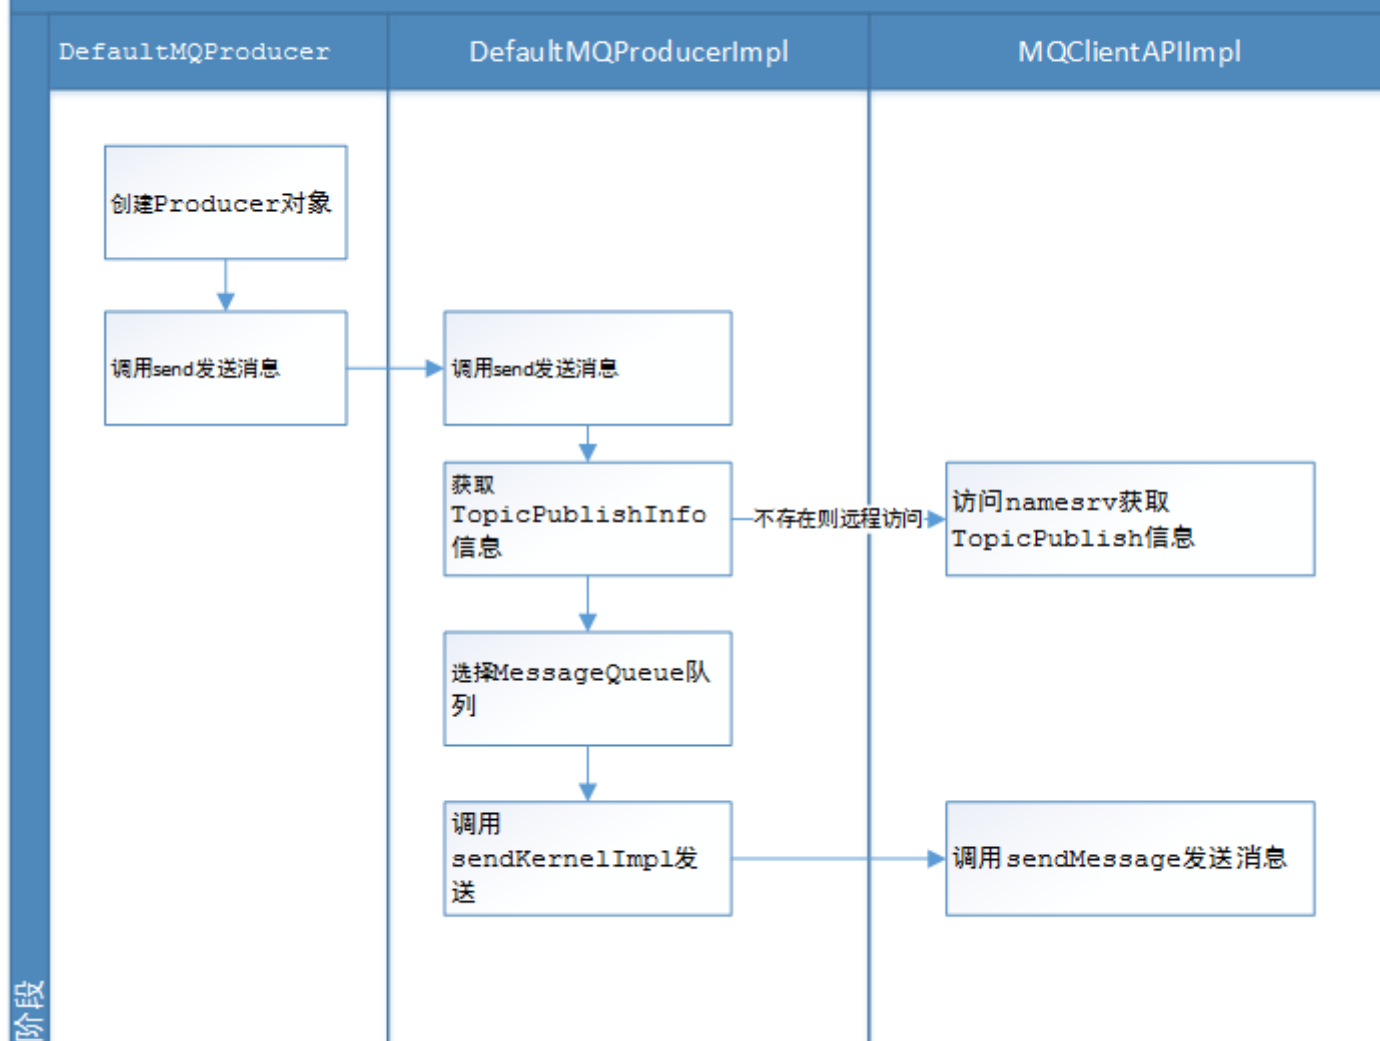 DefaultMQProducer
DefaultMQProducerImpl
MQClientAPIImpl
创建Producer对象
调用send发送消息
调用send发送消息
获取
TopicPublishInfo
信息
不存在则远程访问
访问namesrv获取
TopicPublish信息
选择MessageQueue队
列
调用
sendKernelImpl发
送
调用sendMessage发送消息
阶段